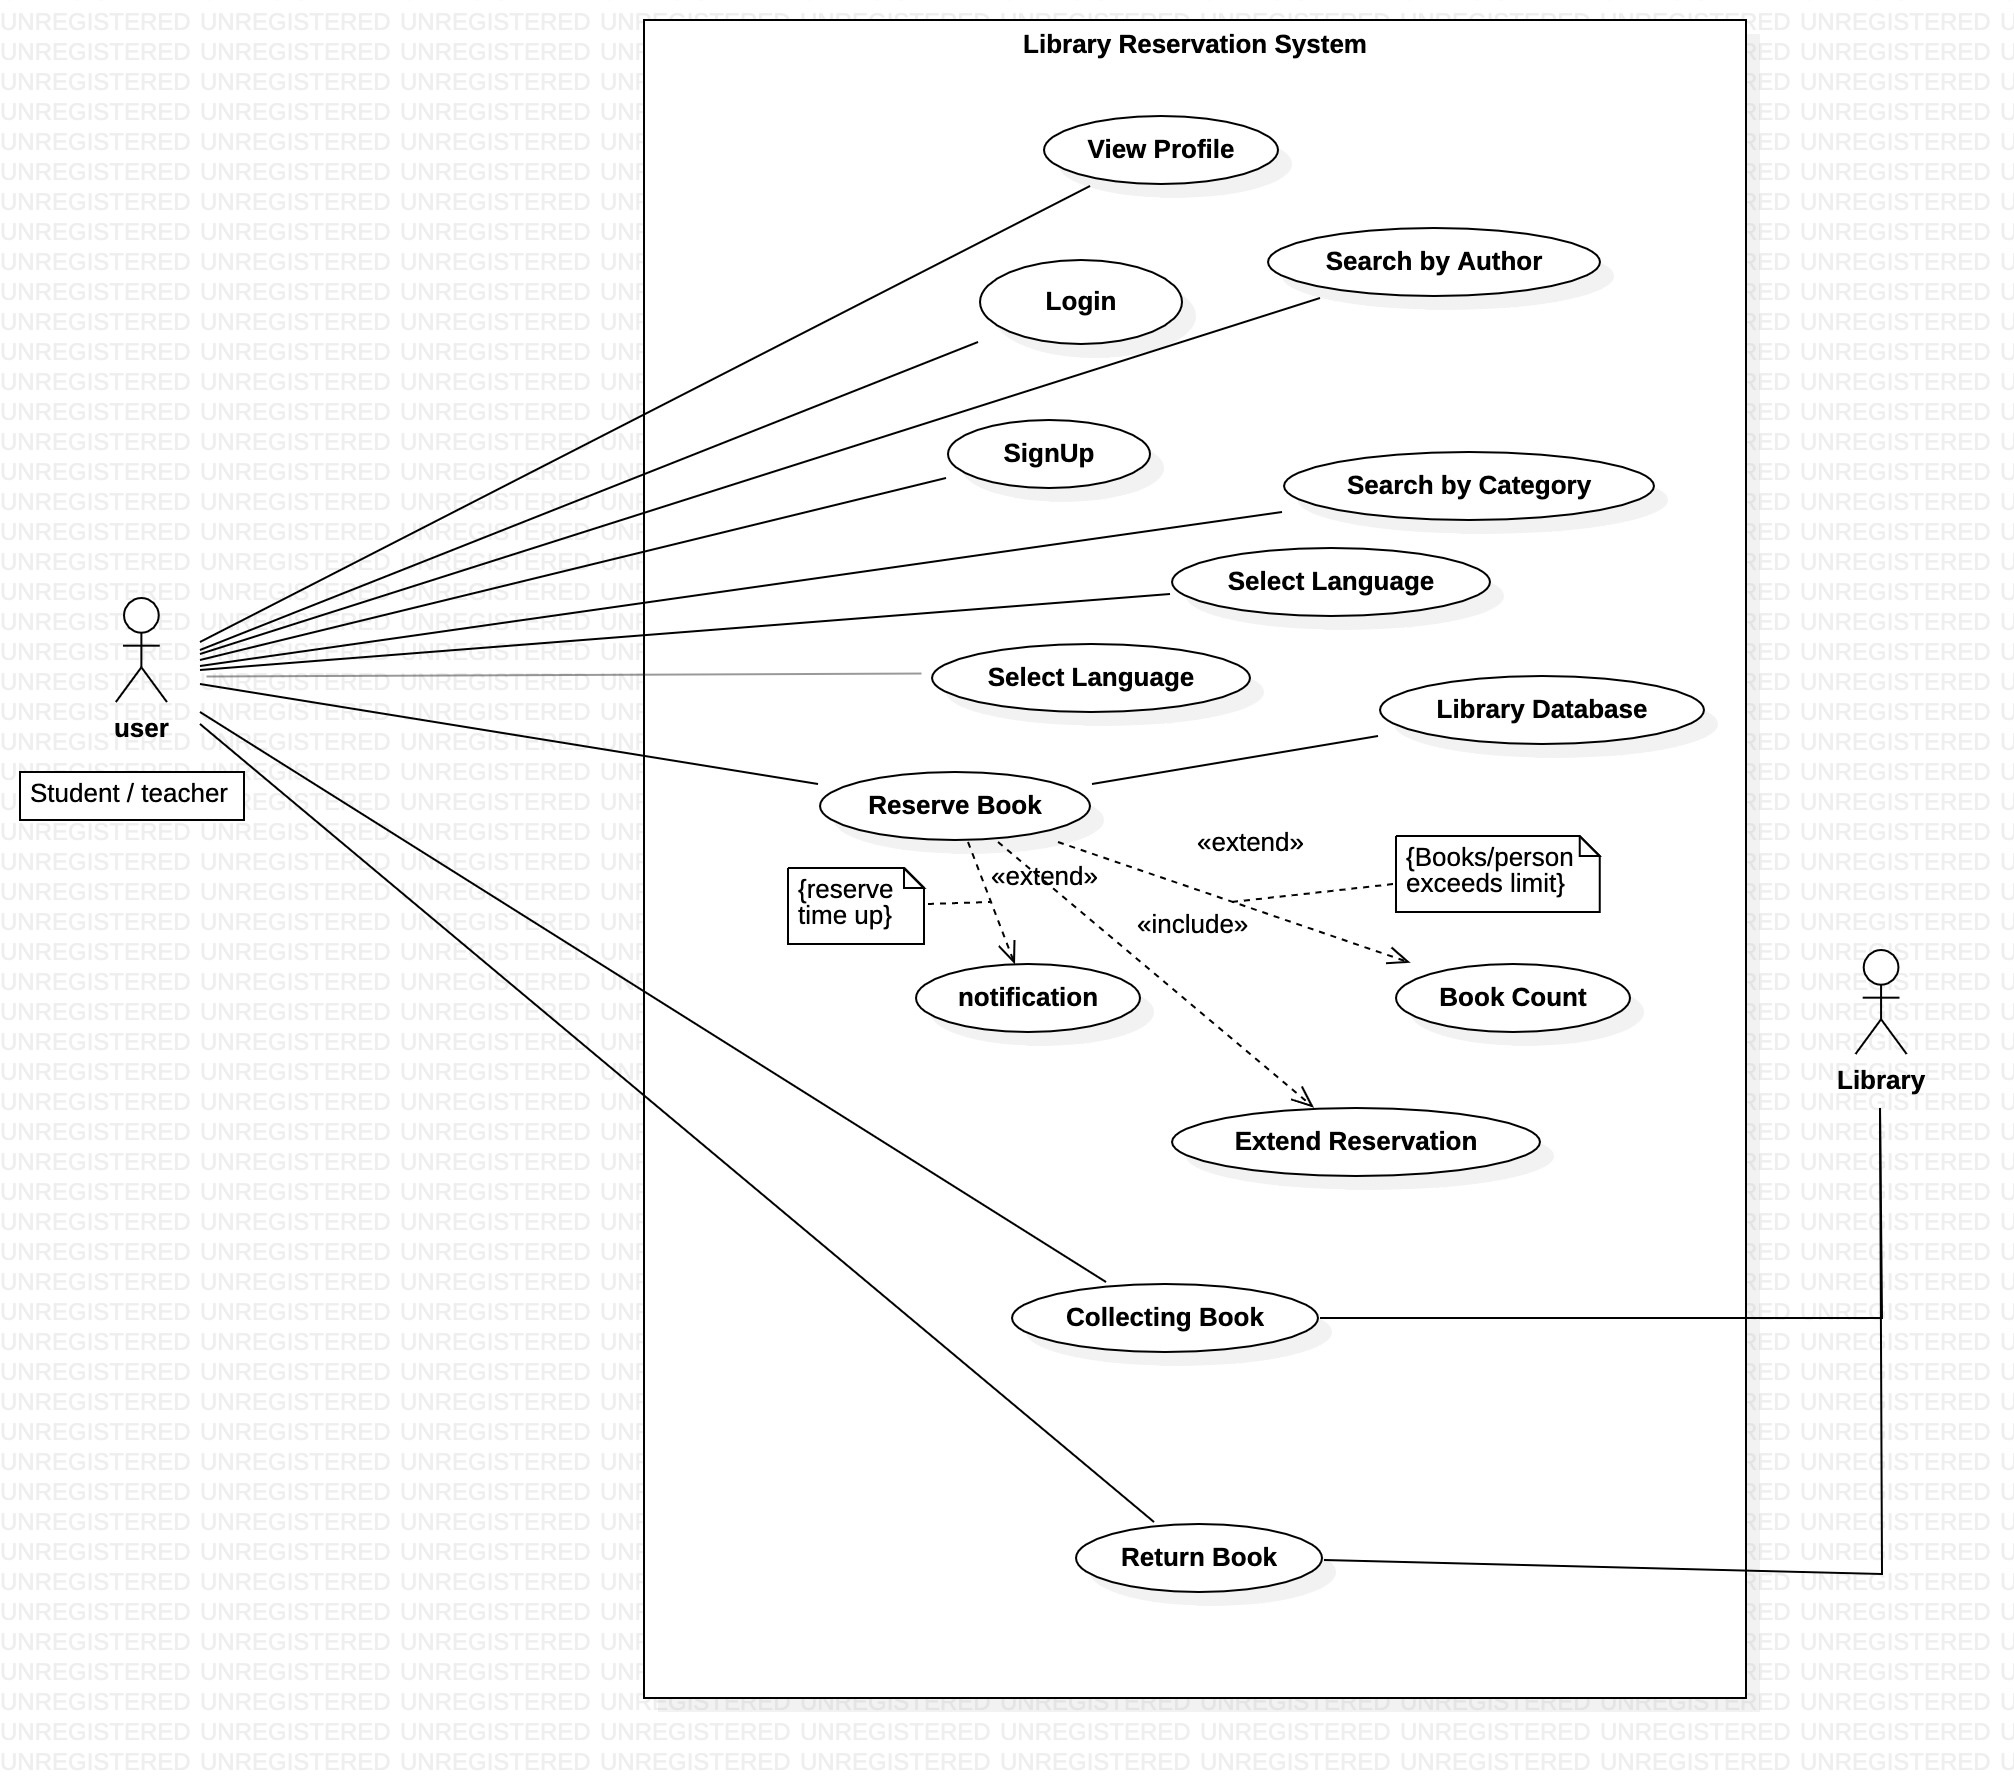 Library Reservation System
View Profile
Search by Author
Login
SignUp
Search by Category
Select Language
Select Language
Library Database
user
Student / teacher
Reserve Book
«extend»
{Books/person
exceeds limit}
«extend»
{reserve
time up}
«include»
notification
Book Count
Library
Extend Reservation
Collecting Book
Return Book
UNREGISTERED